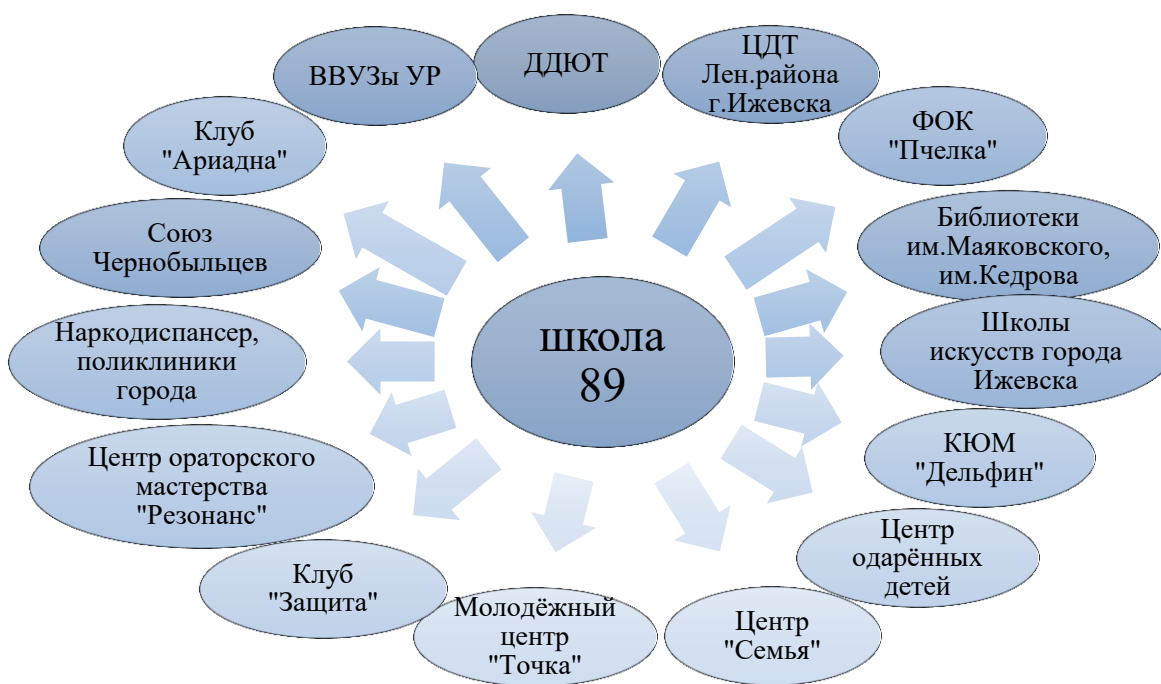 ДДЮТ
ЦДТ
Лен.района
г.Ижевска
ФОК
"Пчелка"
Библиотеки
им.Маяковского,
им.Кедрова
Школы
искусств города
Ижевска
КЮМ
"Дельфин"
Центр
одарённых
детей
Центр
"Семья"
Молодёжный
центр
"Точка"
Клуб
"Защита"
Центр ораторского
мастерства
"Резонанс"
Наркодиспансер,
поликлиники
города
Союз
Чернобыльцев
Клуб
"Ариадна"
ВВУЗы УР
школа
89